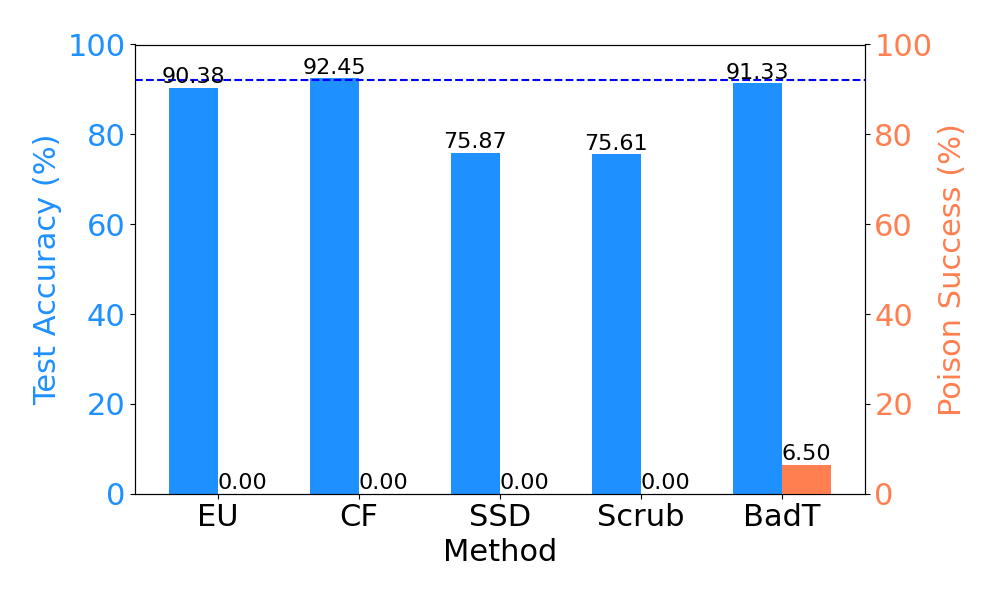 Test Accuracy (%)
100
80
60
40
20
0
90.38
0.00
92.45
0.00
75.87
0.00
75.61
0.00
91.33
6.50
EU
CF
SSD
Scrub
BadT
Method
100
80
60
40
20
0
Poison Success (%)